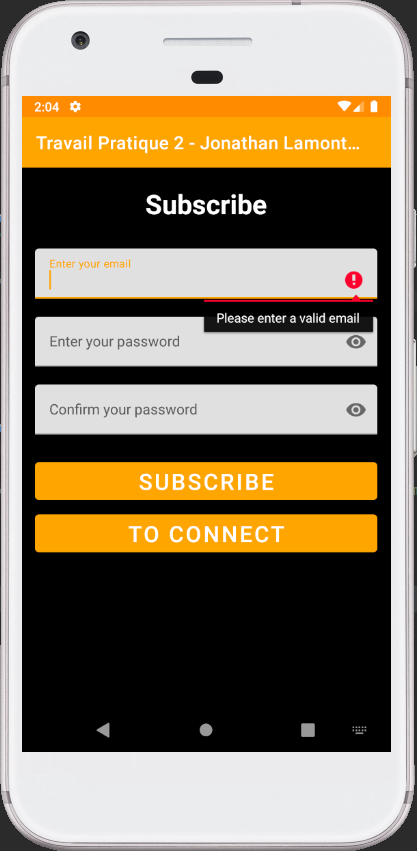 2:04
Travail Pratique 2 - Jonathan Lamont…
Subscribe
Enter your email
Please enter a valid email
Enter your password
Confirm your password
SUBSCRIBE
TO CONNECT